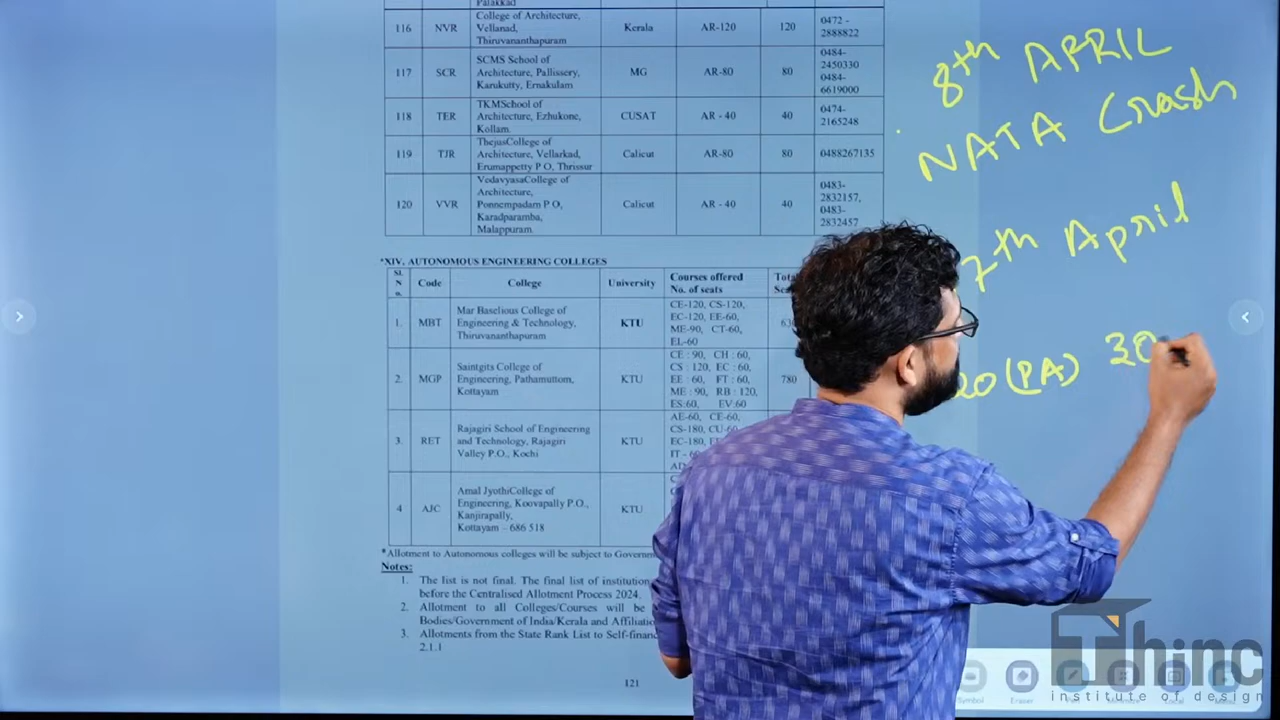 Palakkad
116 NVR College of Architecture, Vellanad, Thiruvananthapuram Kerala AR-120 120 0472 - 2888822
117 SCR SCMS School of Architecture, Pallissery, Karukutty, Ernakulam MG AR-80 80 0484- 2450330 0484- 6619000
118 TER TKMSchool of Architecture, Ezhukone, Kollam. CUSAT AR - 40 40 0474- 2165248
119 TJR ThejusCollege of Architecture, Vellarkad, Erumappetty P O, Thrissur Calicut AR-80 80 0488267135
120 VVR VedavyasaCollege of Architecture, Ponnempadam P O, Karadparamba, Malappuram. Calicut AR - 40 40 0483- 2832157, 0483- 2832457
*XIV. AUTONOMOUS ENGINEERING COLLEGES
Sl. N o. Code College University Courses offered No. of seats
1. MBT Mar Baselious College of Engineering & Technology, Thiruvananthapuram KTU CE-120, CS-120, EC-120, EE-60, ME-90, CT-60, EL-60
2. MGP Saintgits College of Engineering, Pathamuttom, Kottayam KTU CE : 90, CH : 60, CS : 120, EC : 60, EE : 60, FT : 60, ME : 90, RB : 120, ES:60, EV:60 780
3. RET Rajagiri School of Engineering and Technology, Rajagiri Valley P.O., Kochi KTU AE-60, CE-60, CS-180, CU-60 EC-180,
4 AJC Amal JyothiCollege of Engineering, Koovapally P.O., Kanjirapally, Kottayam – 686 518 KTU
*Allotment to Autonomous colleges will be subject to
Notes:
1. The list is not final. The final list of institution
before the Centralised Allotment Process 2024.
2. Allotment to all Colleges/Courses will be
Bodies/Government of India/Kerala and
3. Allotments from the State Rank List to
2.1.1
121
8th APRIL
NATA Crash
7th April
20 (PA) 30
Thinc
institute of design
Eraser